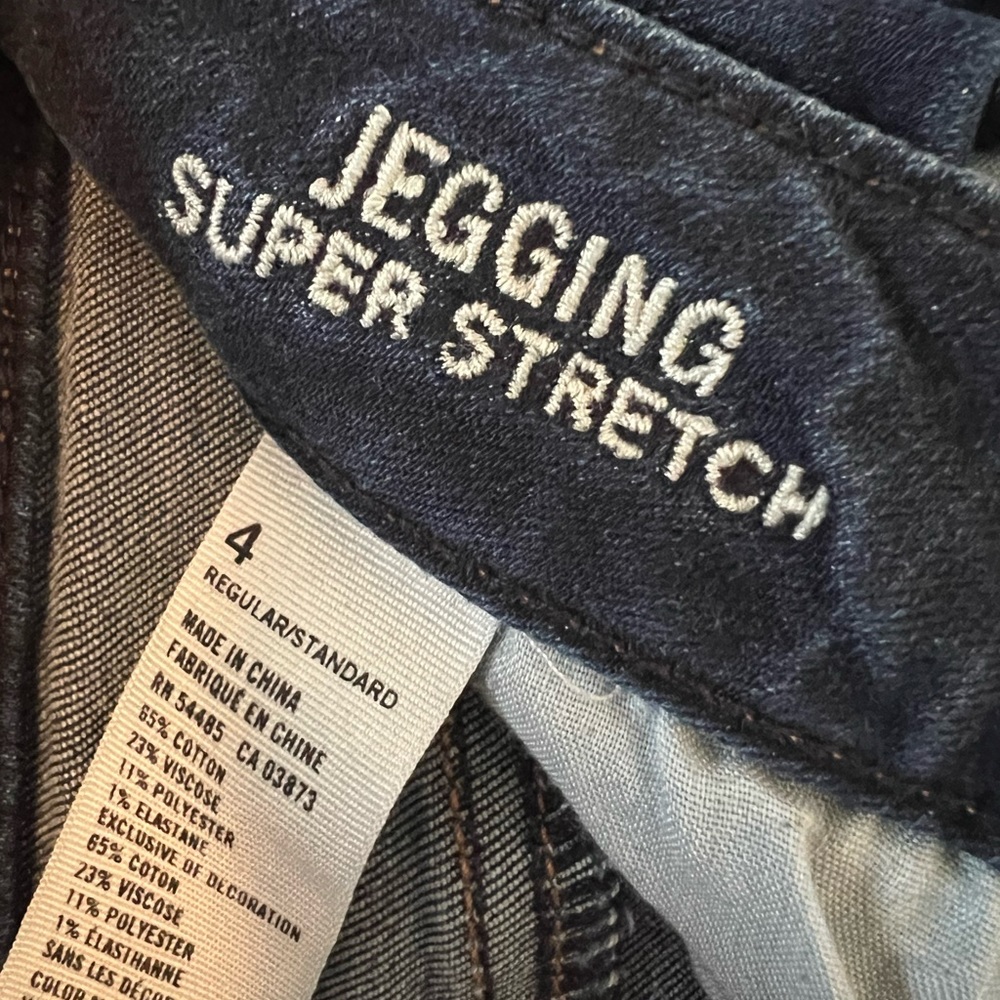 JEGGING
SUPER STRETCH
4
REGULAR/STANDARD
MADE IN CHINA
FABRIQUÉ EN CHINE
RN 54485 CA 03873
65% COTTON
23% VISCOSE
11% POLYESTER
1% ELASTANE
EXCLUSIVE OF DECORATION
65% COTON
23% VISCOSE
11% POLYESTER
1% ÉLASTHANNE
SANS LES
COLOR